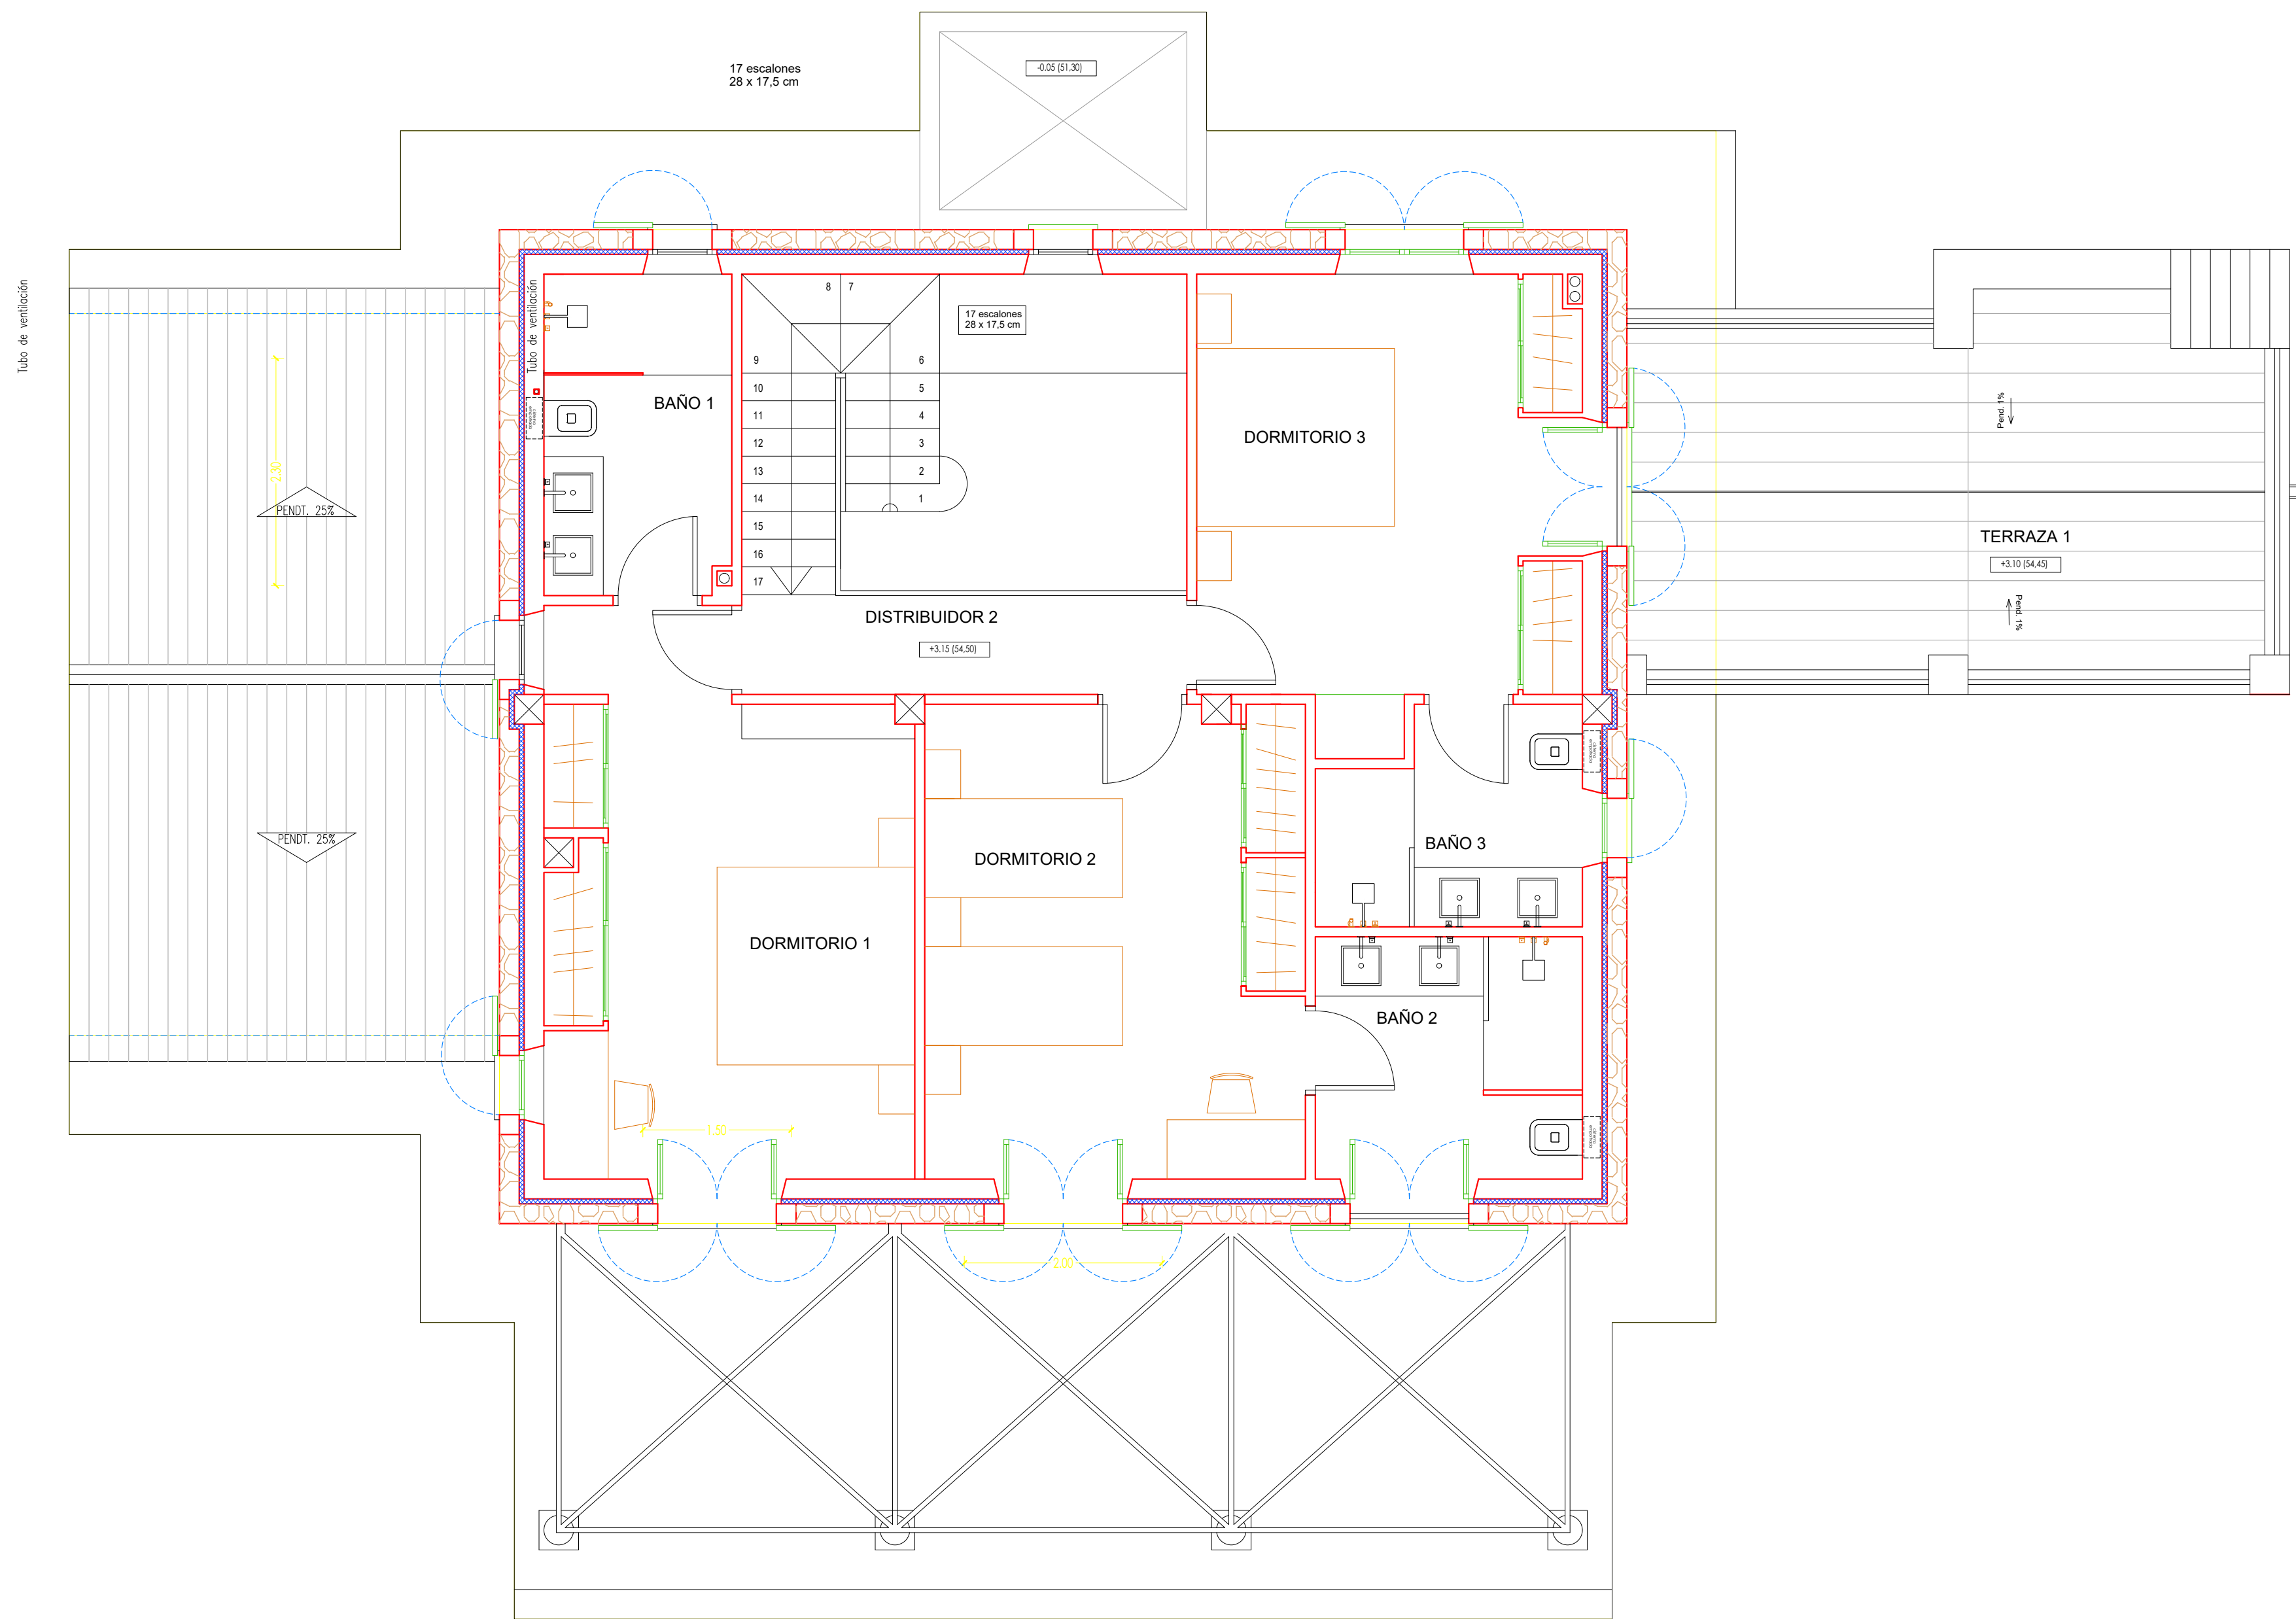 17 escalones
28 x 17,5 cm
-0.05 (51,30)
Tubo de ventilación
Tubo de ventilación
8
7
17 escalones
28 x 17,5 cm
9
10
11
12
13
14
15
16
17
6
5
4
3
2
1
BAÑO 1
DORMITORIO 3
2.30
PENDT. 25%
PENDT. 25%
Pend. 1%
TERRAZA 1
+3.10 (54,45)
Pend. 1%
DISTRIBUIDOR 2
+3.15 (54,50)
BAÑO 3
DORMITORIO 2
DORMITORIO 1
BAÑO 2
1.50
2.00